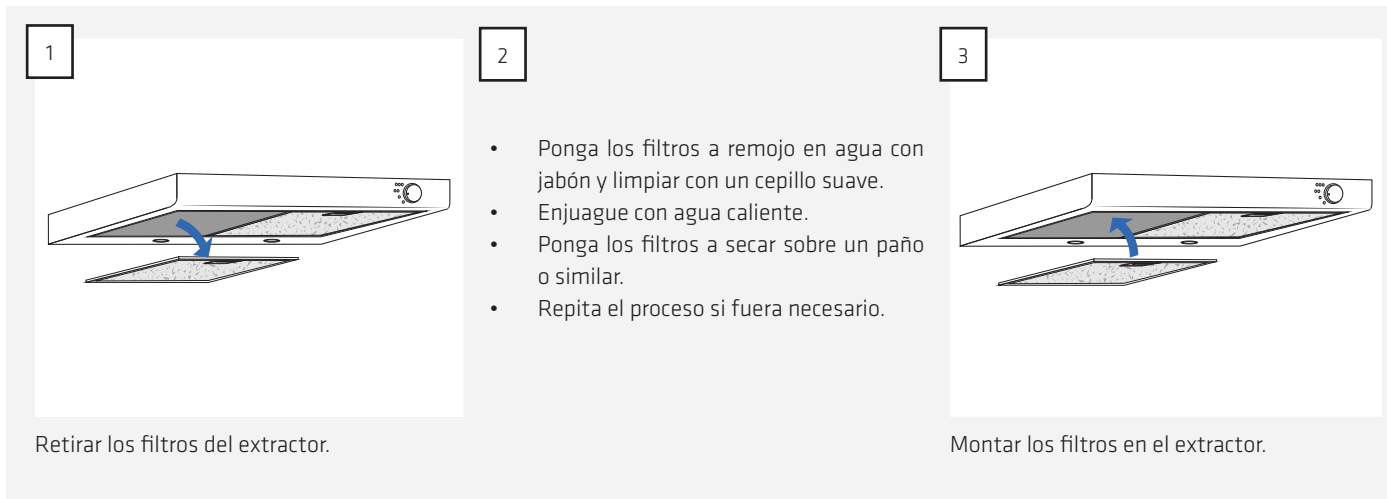 1
Retirar los filtros del extractor.
2
• Ponga los filtros a remojo en agua con
jabón y limpiar con un cepillo suave.
• Enjuague con agua caliente.
• Ponga los filtros a secar sobre un paño
o similar.
• Repita el proceso si fuera necesario.
3
Montar los filtros en el extractor.